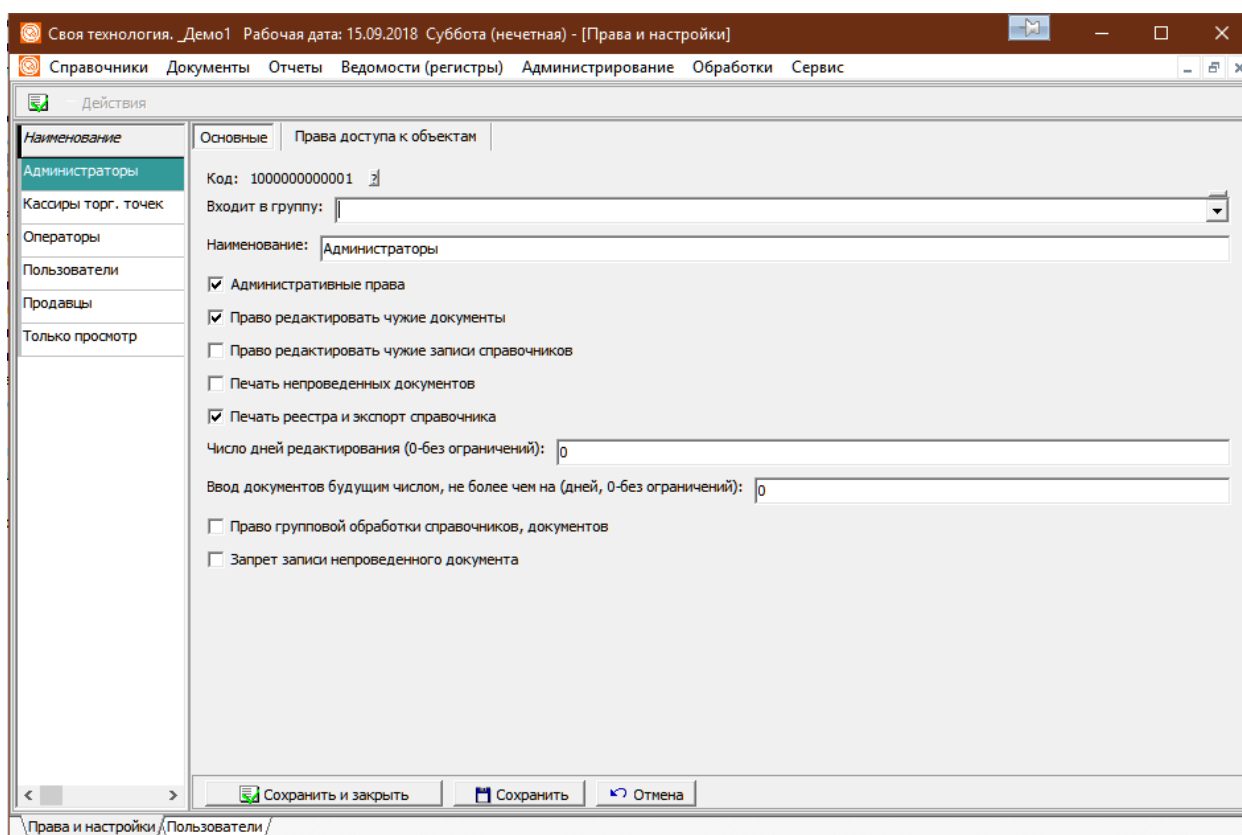 Своя технология. _Демо1 Рабочая дата: 15.09.2018 Суббота (нечетная) - [Права и настройки]
Справочники Документы Отчеты Ведомости (регистры) Администрирование Обработки Сервис
Действия
Наименование
Администраторы
Кассиры торг. точек
Операторы
Пользователи
Продавцы
Только просмотр
Основные Права доступа к объектам
Код: 1000000000001 ?
Входит в группу:
Наименование: Администраторы
Административные права
Право редактировать чужие документы
Право редактировать чужие записи справочников
Печать непроведенных документов
Печать реестра и экспорт справочника
Число дней редактирования (0-без ограничений): 0
Ввод документов будущим числом, не более чем на (дней, 0-без ограничений): 0
Право групповой обработки справочников, документов
Запрет записи непроведенного документа
Сохранить и закрыть Сохранить Отмена
Права и настройки Пользователи